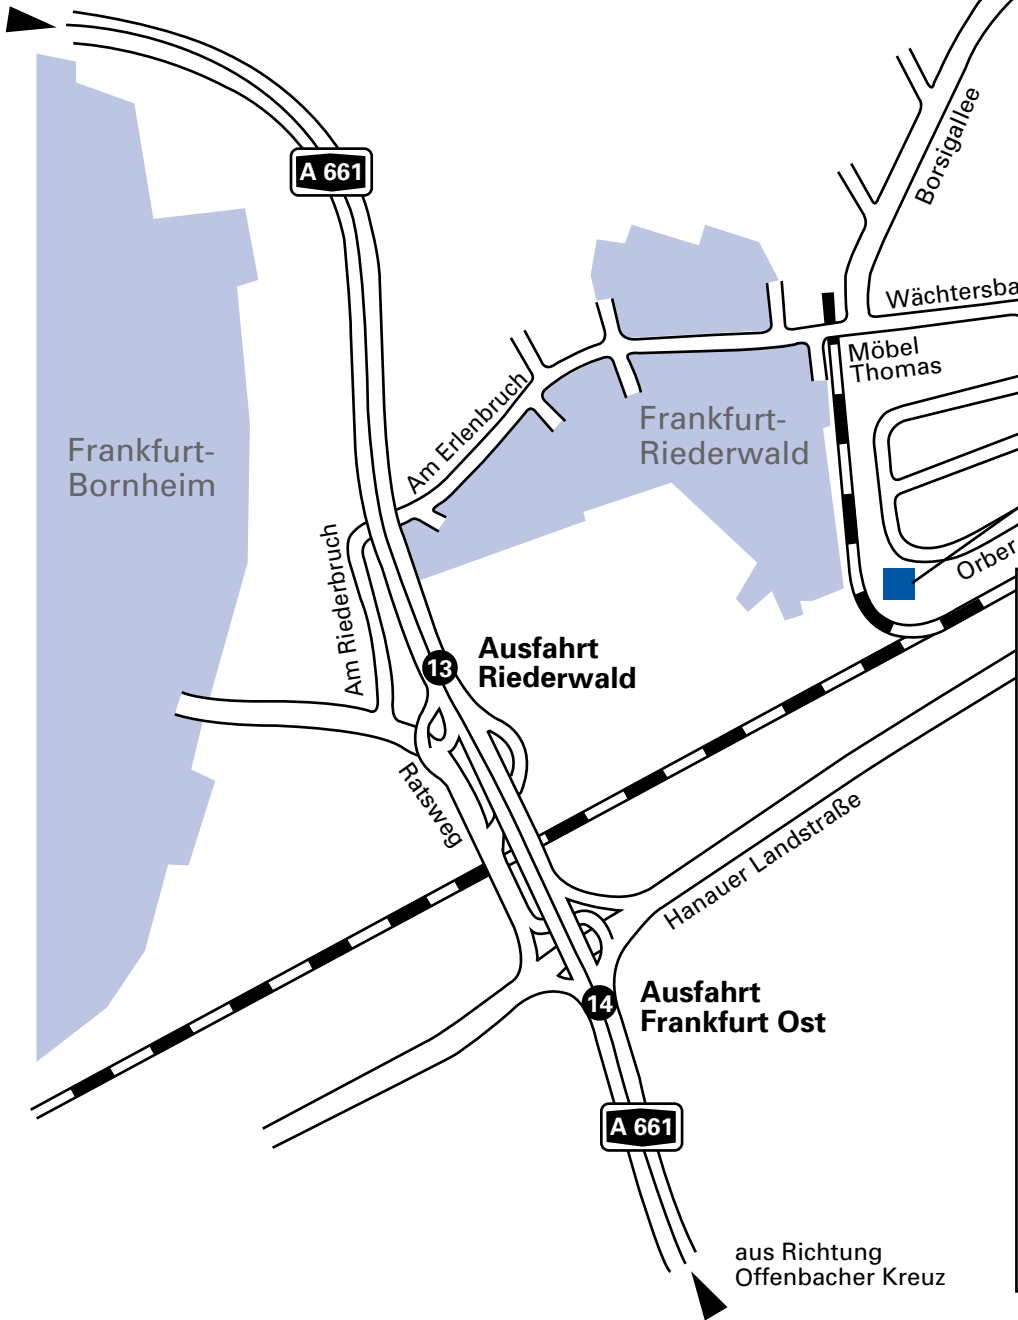 A 661
Borsigallee
Wächtersba
Möbel
Thomas
Am Erlenbruch
Frankfurt-
Riederwald
Frankfurt-
Bornheim
Am Riederbruch
Orber
13
Ausfahrt
Riederwald
Ratsweg
Hanauer Landstraße
14
Ausfahrt
Frankfurt Ost
A 661
aus Richtung
Offenbacher Kreuz